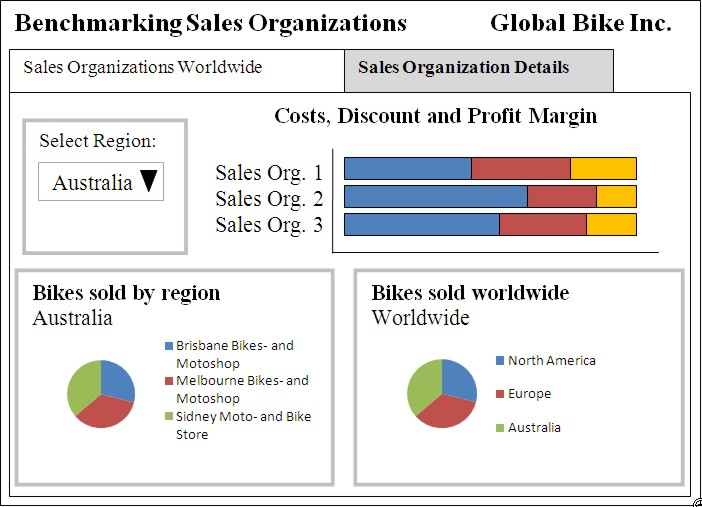 Benchmarking Sales Organizations Global Bike Inc.
Sales Organizations Worldwide Sales Organization Details
Costs, Discount and Profit Margin
Select Region:
Australia
Sales Org. 1
Sales Org. 2
Sales Org. 3
Bikes sold by region
Australia
Brisbane Bikes- and
Motoshop
Melbourne Bikes- and
Motoshop
Sidney Moto- and Bike
Store
Bikes sold worldwide
Worldwide
North America
Europe
Australia